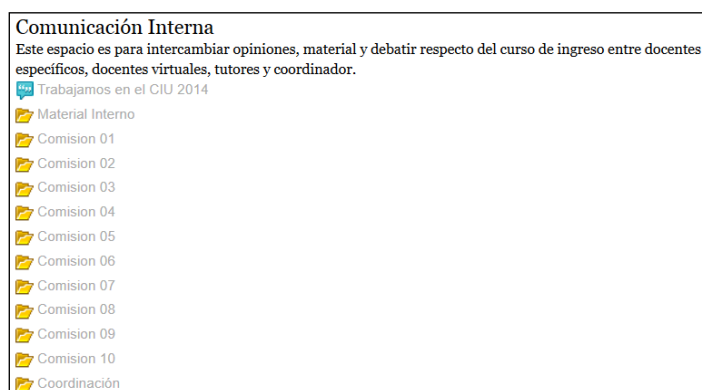 Comunicación Interna
Este espacio es para intercambiar opiniones, material y debatir respecto del curso de ingreso entre docentes
específicos, docentes virtuales, tutores y coordinador.
Trabajamos en el CIU 2014
Material Interno
Comision 01
Comision 02
Comision 03
Comision 04
Comision 05
Comision 06
Comision 07
Comision 08
Comision 09
Comision 10
Coordinación